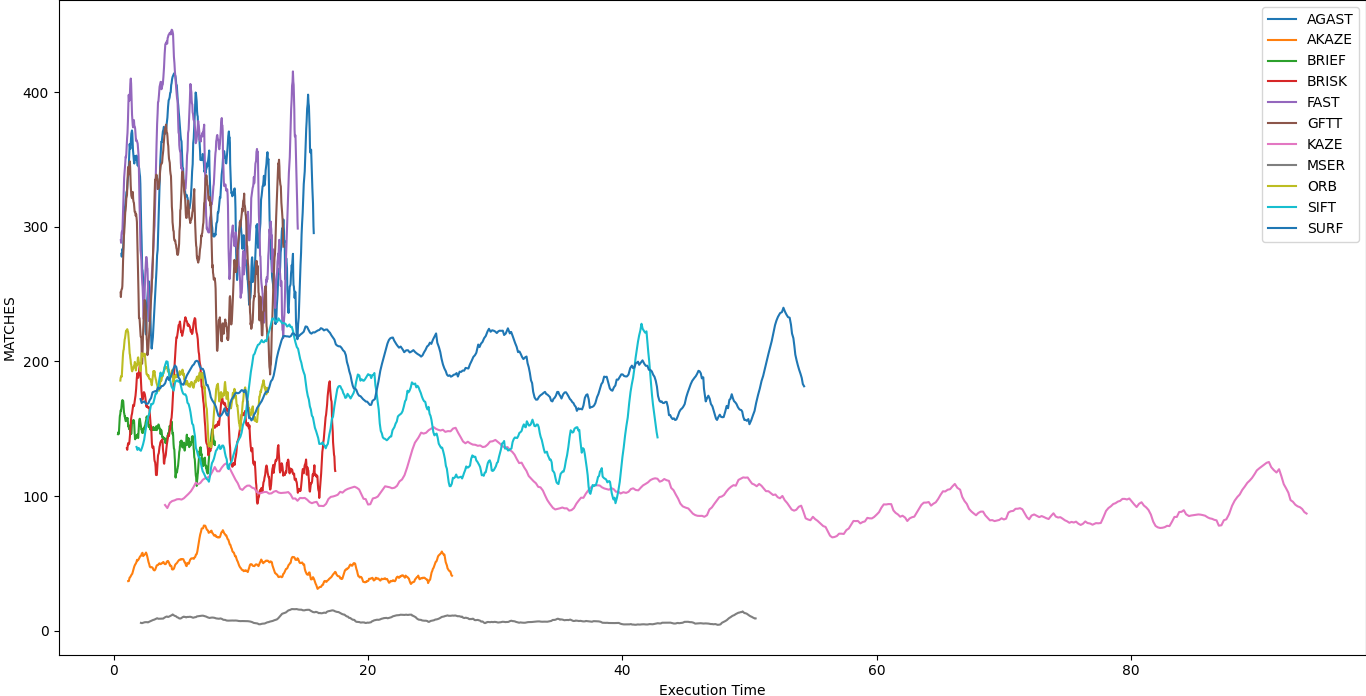 AGAST
AKAZE
BRIEF
BRISK
FAST
GFTT
KAZE
MSER
ORB
SIFT
SURF
400
300
200
100
0
MATCHES
0 20 40 60 80
Execution Time